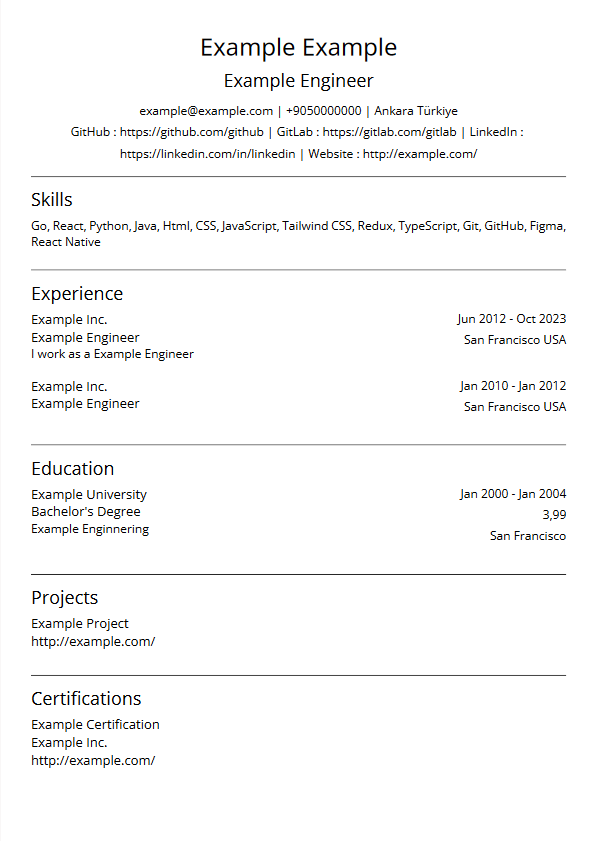 Example Example
Example Engineer
example@example.com | +9050000000 | Ankara Türkiye
GitHub : https://github.com/github | GitLab : https://gitlab.com/gitlab | LinkedIn :
https://linkedin.com/in/linkedin | Website : http://example.com/
Skills
Go, React, Python, Java, Html, CSS, JavaScript, Tailwind CSS, Redux, TypeScript, Git, GitHub, Figma,
React Native
Experience
Example Inc. Jun 2012 - Oct 2023
Example Engineer San Francisco USA
I work as a Example Engineer
Example Inc. Jan 2010 - Jan 2012
Example Engineer San Francisco USA
Education
Example University Jan 2000 - Jan 2004
Bachelor's Degree 3,99
Example Enginnering San Francisco
Projects
Example Project
http://example.com/
Certifications
Example Certification
Example Inc.
http://example.com/